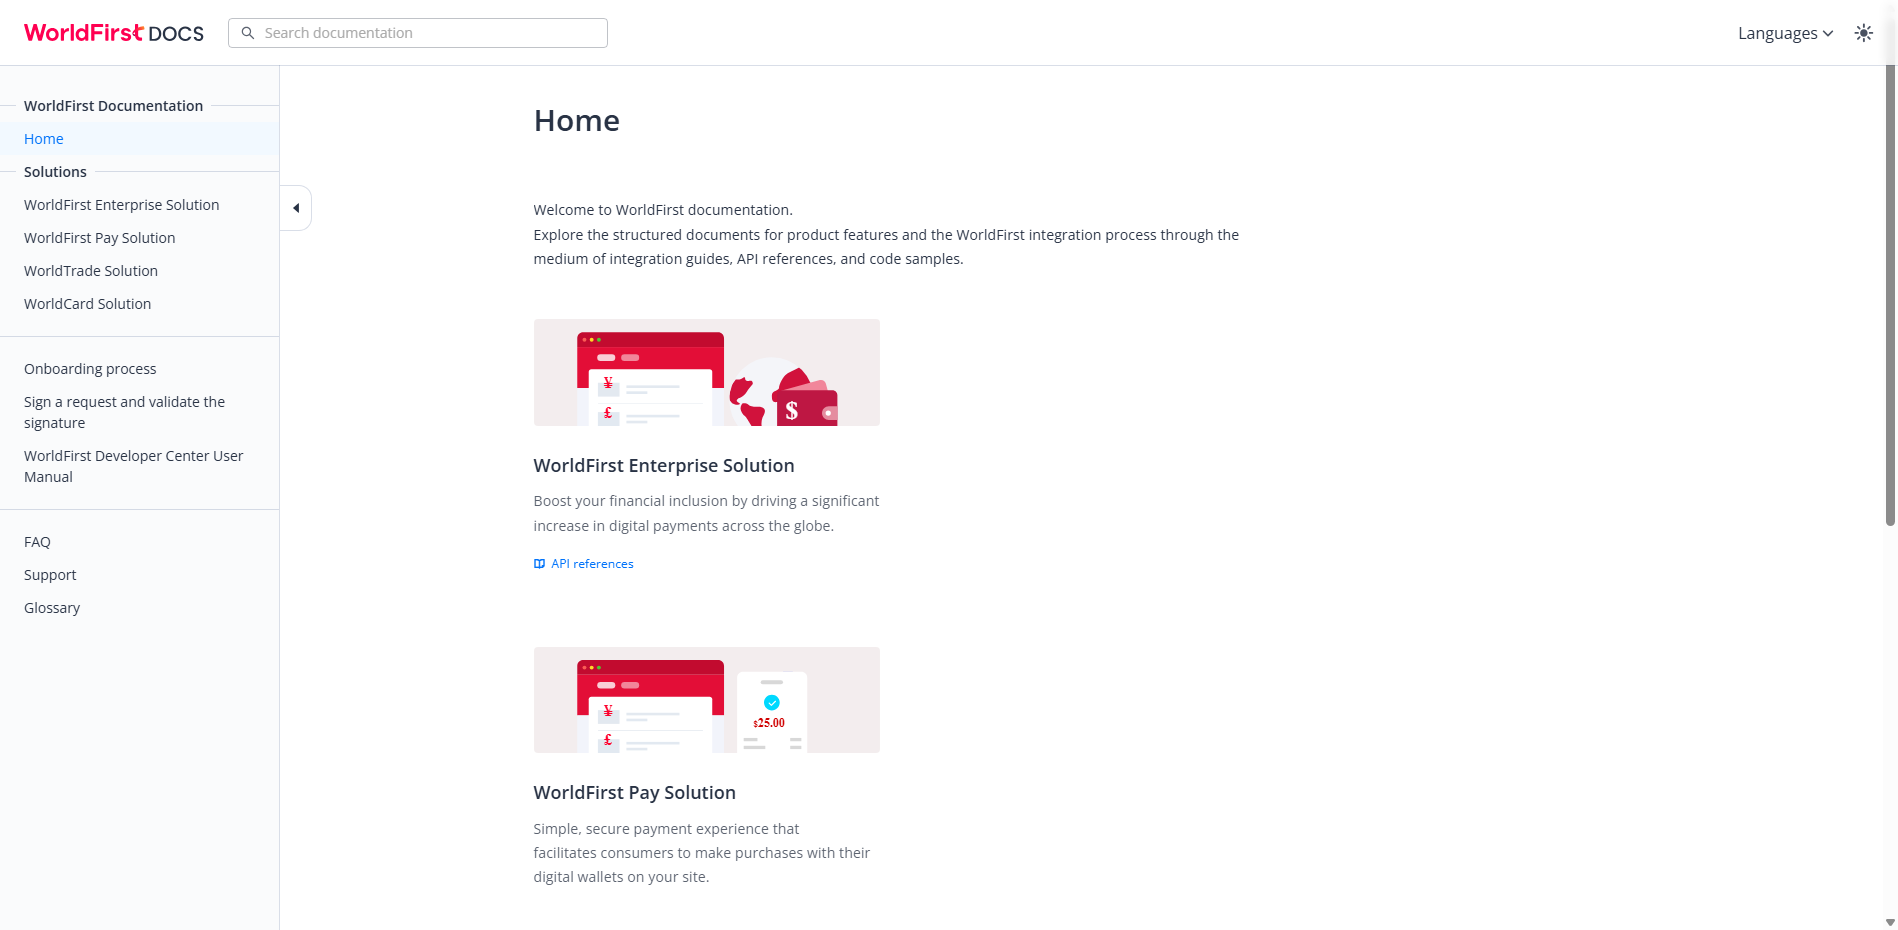 WorldFirst DOCS
Search documentation
Languages
WorldFirst Documentation
Home
Solutions
WorldFirst Enterprise Solution
WorldFirst Pay Solution
WorldTrade Solution
WorldCard Solution
Onboarding process
Sign a request and validate the
signature
WorldFirst Developer Center User
Manual
FAQ
Support
Glossary
Home
Welcome to WorldFirst documentation.
Explore the structured documents for product features and the WorldFirst integration process through the
medium of integration guides, API references, and code samples.
¥
£
$
WorldFirst Enterprise Solution
Boost your financial inclusion by driving a significant
increase in digital payments across the globe.
API references
¥
£
$25.00
WorldFirst Pay Solution
Simple, secure payment experience that
facilitates consumers to make purchases with their
digital wallets on your site.